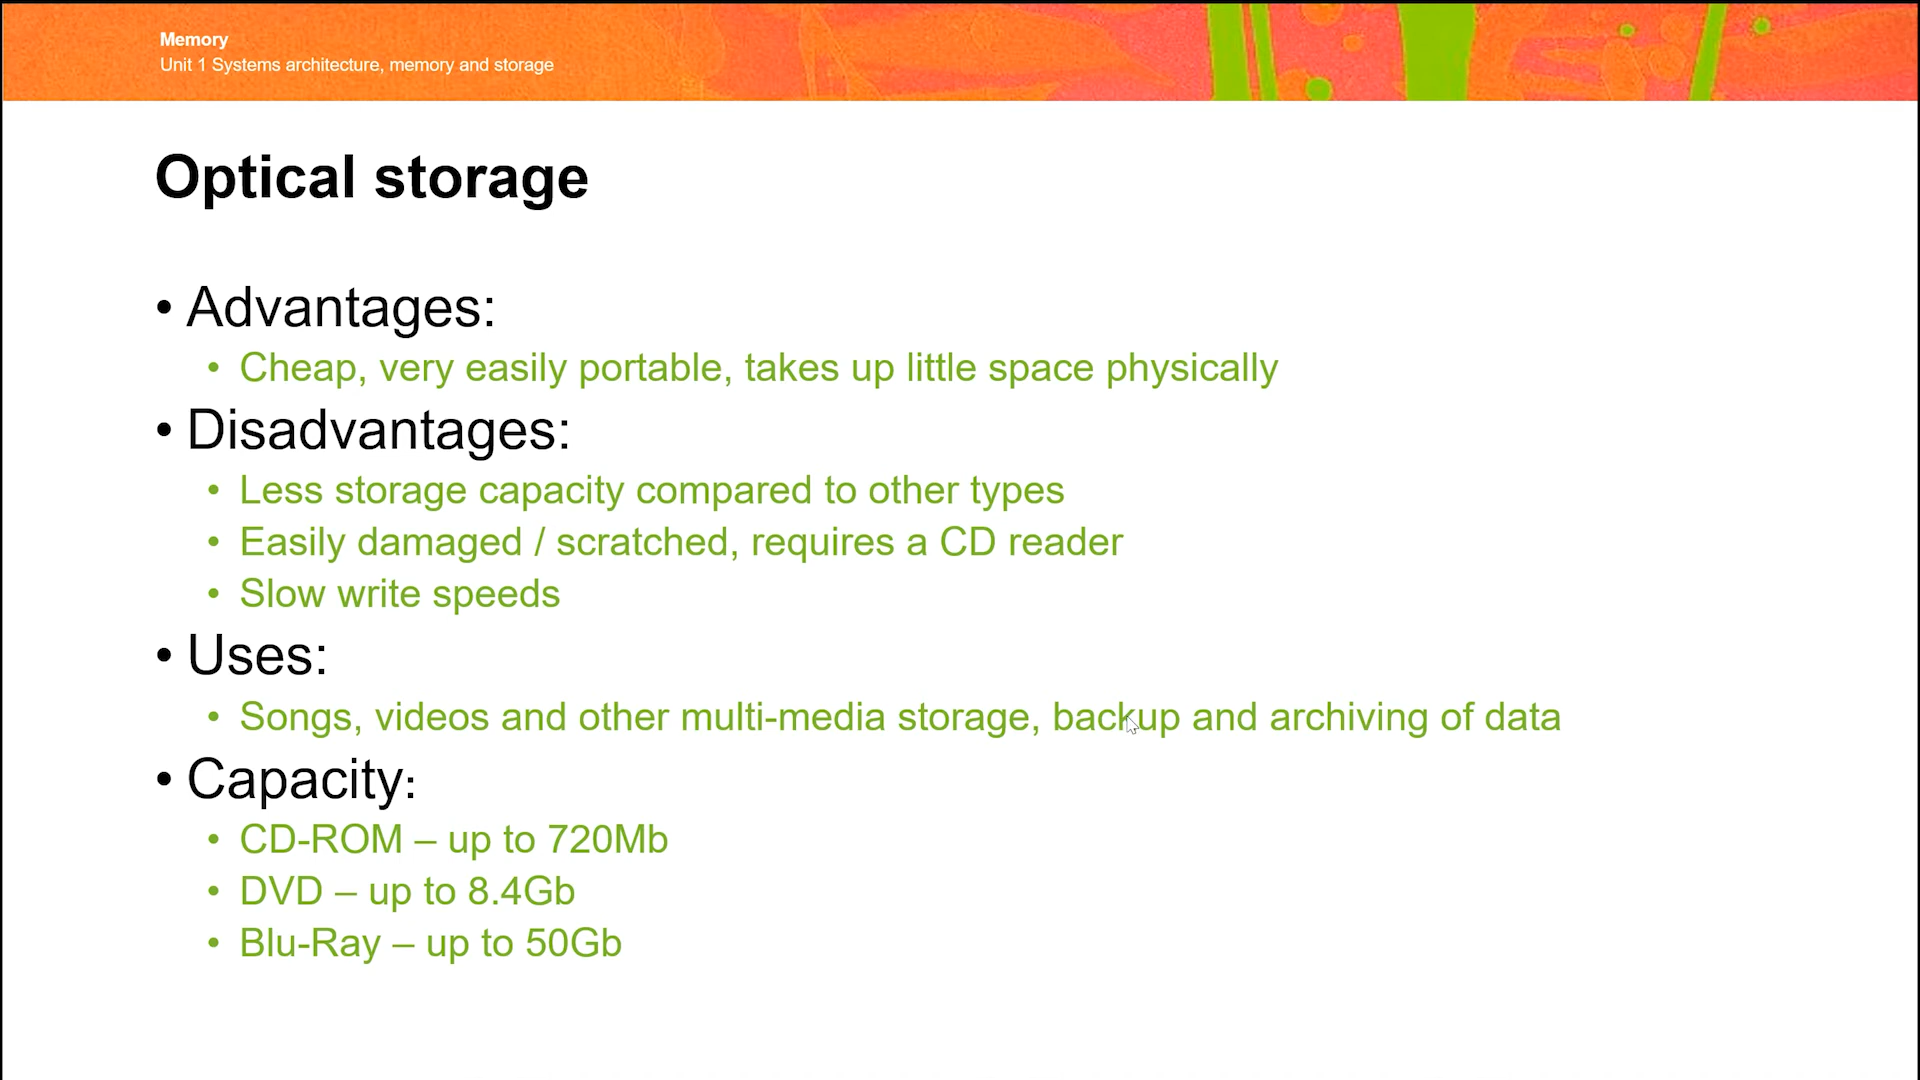 Memory
Unit 1 Systems architecture, memory and storage
Optical storage
• Advantages:
• Cheap, very easily portable, takes up little space physically
• Disadvantages:
• Less storage capacity compared to other types
• Easily damaged / scratched, requires a CD reader
• Slow write speeds
• Uses:
• Songs, videos and other multi-media storage, backup and archiving of data
• Capacity:
• CD-ROM – up to 720Mb
• DVD – up to 8.4Gb
• Blu-Ray – up to 50Gb